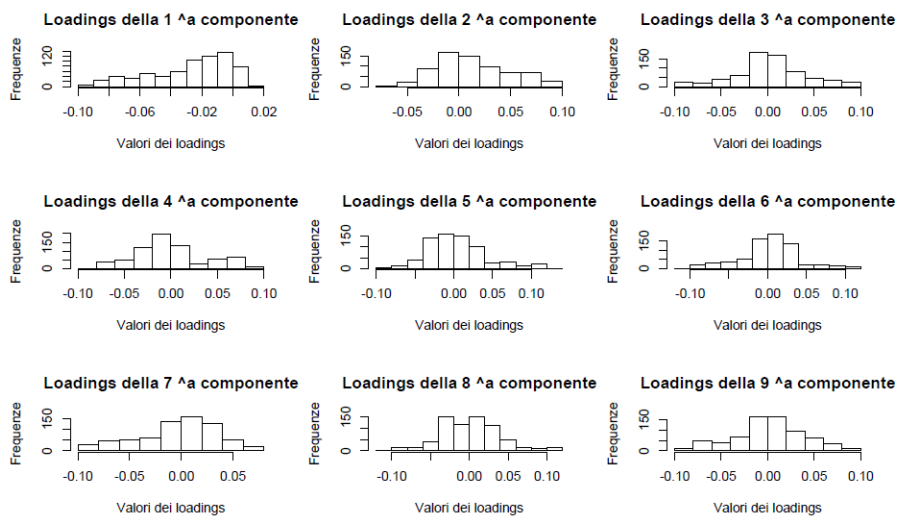 Loadings della 1 ^a componente
Frequenze
0 120
-0.10 -0.06 -0.02 0.02
Valori dei loadings
Loadings della 2 ^a componente
Frequenze
0 150
-0.05 0.00 0.05 0.10
Valori dei loadings
Loadings della 3 ^a componente
Frequenze
0 150
-0.10 -0.05 0.00 0.05 0.10
Valori dei loadings
Loadings della 4 ^a componente
Frequenze
0 150
-0.10 -0.05 0.00 0.05 0.10
Valori dei loadings
Loadings della 5 ^a componente
Frequenze
0 150
-0.10 -0.05 0.00 0.05 0.10
Valori dei loadings
Loadings della 6 ^a componente
Frequenze
0 150
-0.10 0.00 0.05 0.10
Valori dei loadings
Loadings della 7 ^a componente
Frequenze
0 150
-0.10 -0.05 0.00 0.05
Valori dei loadings
Loadings della 8 ^a componente
Frequenze
0 150
-0.10 0.00 0.05 0.10
Valori dei loadings
Loadings della 9 ^a componente
Frequenze
0 150
-0.10 -0.05 0.00 0.05 0.10
Valori dei loadings